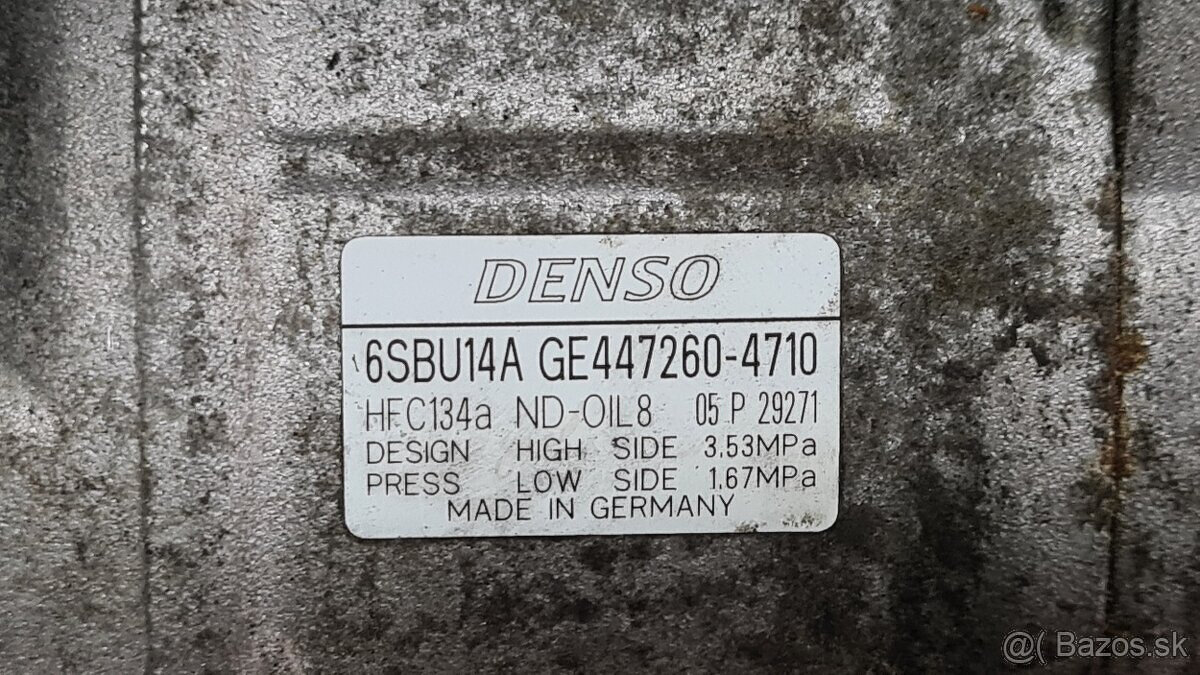 DENSO
6SBU14A GE447260-4710
HFC134a ND-OIL8 05 P 29271
DESIGN HIGH SIDE 3.53MPa
PRESS LOW SIDE 1.67MPa
MADE IN GERMANY
@( Bazos.sk